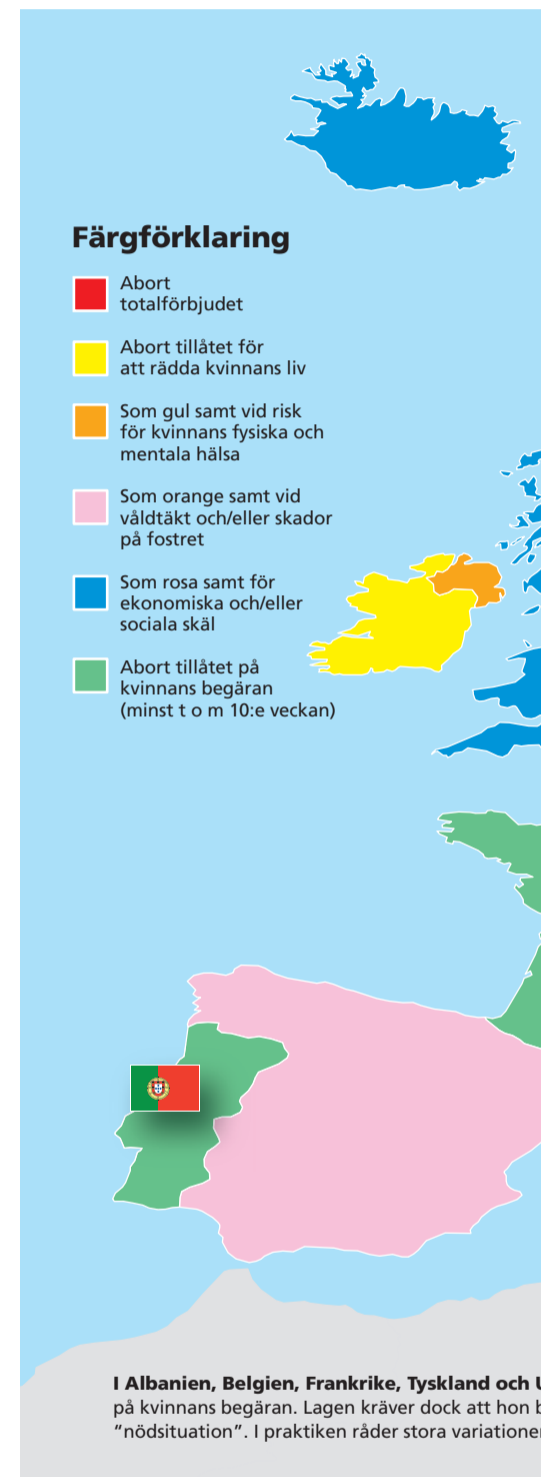 Färgförklaring
Abort
totalförbjudet
Abort tillåtet för
att rädda kvinnans liv
Som gul samt vid risk
för kvinnans fysiska och
mentala hälsa
Som orange samt vid
våldtäkt och/eller skador
på fostret
Som rosa samt för
ekonomiska och/eller
sociala skäl
Abort tillåtet på
kvinnans begäran
(minst t o m 10:e veckan)
I Albanien, Belgien, Frankrike, Tyskland och
på kvinnans begäran. Lagen kräver dock att hon
“nödsituation”. I praktiken råder stora variatione